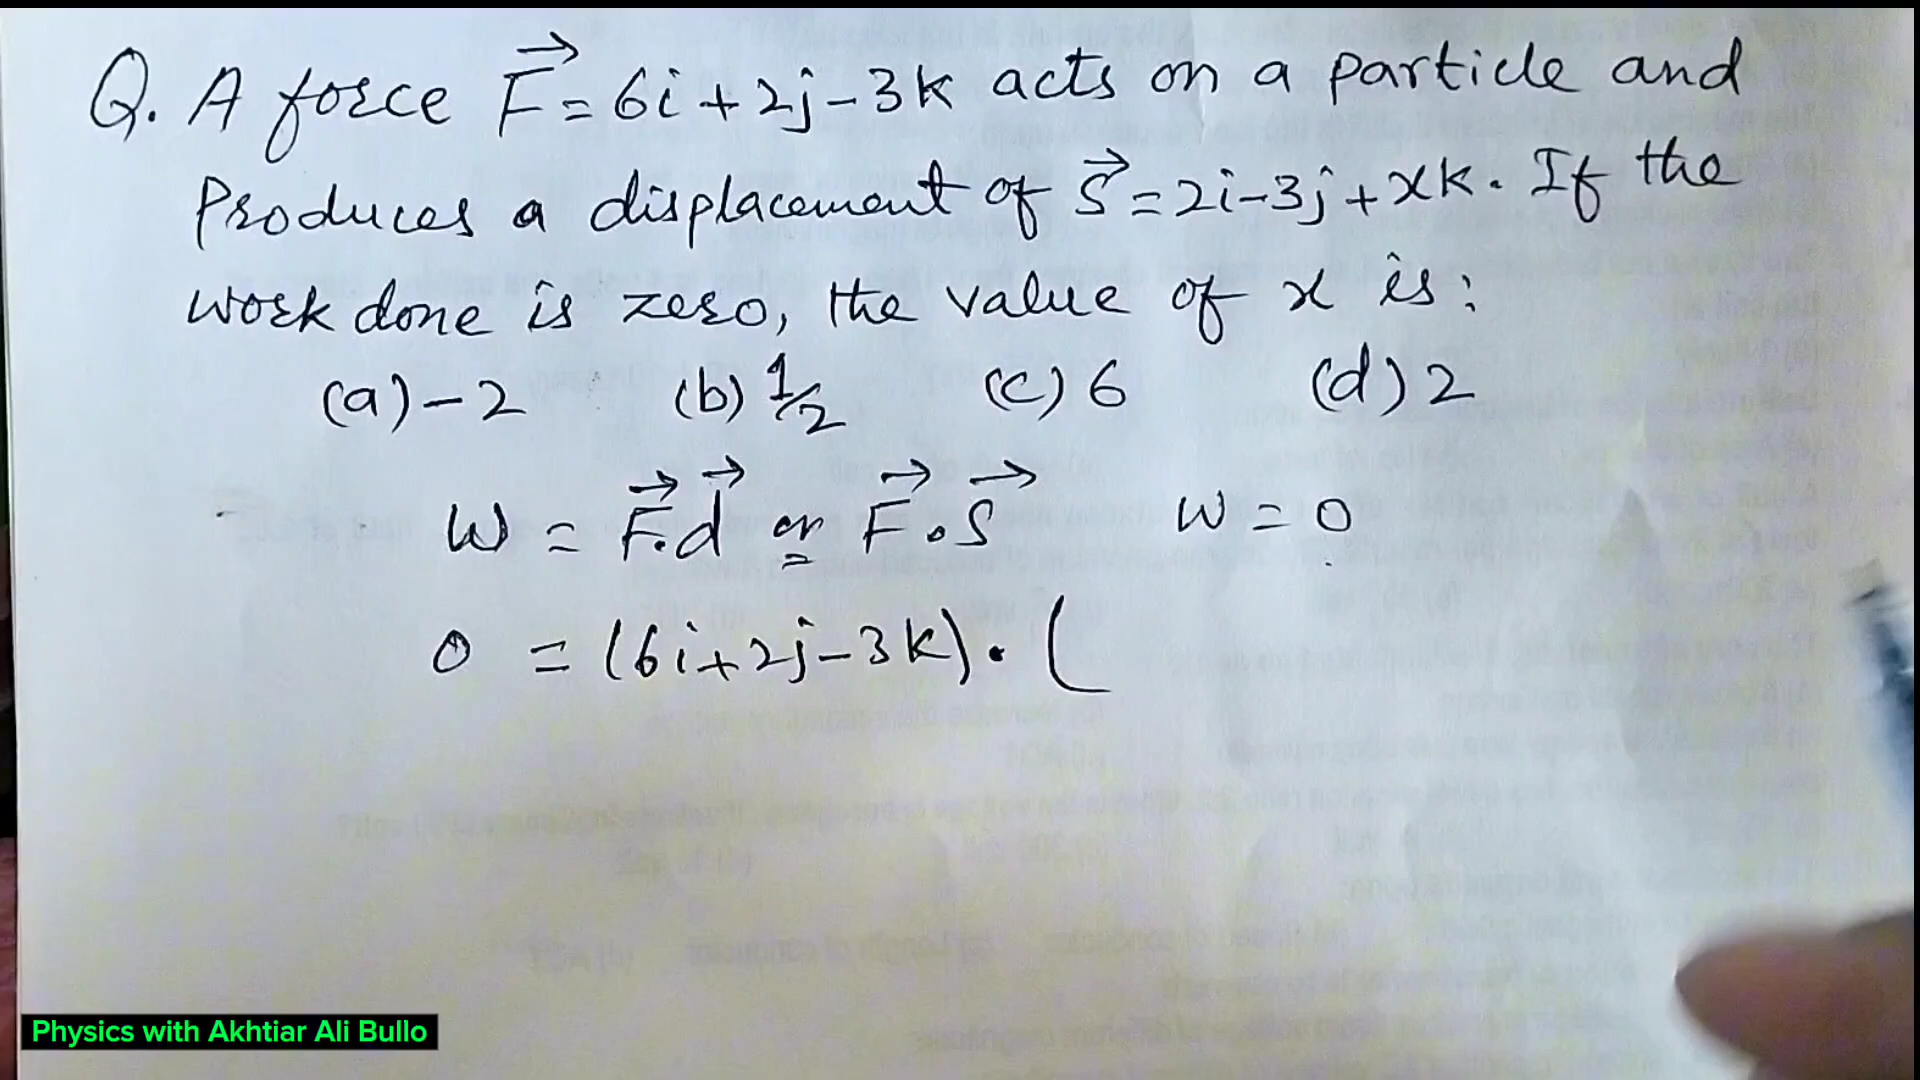 Q. A force F→ = 6i + 2j - 3k acts on a particle and
Produces a displacement of S→ = 2i - 3j + xk. If the
work done is zero, the value of x is:
(a) -2 (b) 1/2 (c) 6 (d) 2
W = F→.d→ or F→.S→ W = 0
0 = (6i + 2j - 3k) . (
Physics with Akhtiar Ali Bullo